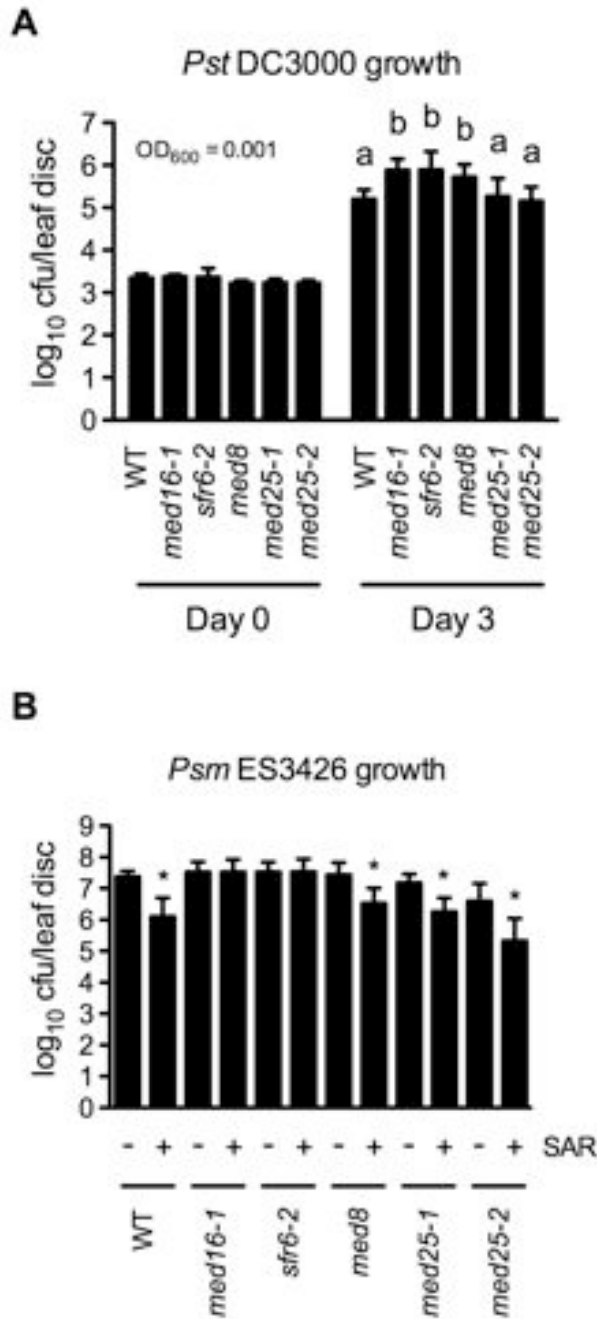 A
Pst DC3000 growth
7
6
5
4
3
2
1
0
log₁₀ cfu/leaf disc
OD₆₀₀ = 0.001
a b b b a a
WT med16-1 sfr6-2 med8 med25-1 med25-2 WT med16-1 sfr6-2 med8 med25-1 med25-2
Day 0 Day 3
B
Psm ES3426 growth
9
8
7
6
5
4
3
2
1
0
log₁₀ cfu/leaf disc
* * * *
- + - + - + - + - + - + SAR
WT med16-1 sfr6-2 med8 med25-1 med25-2